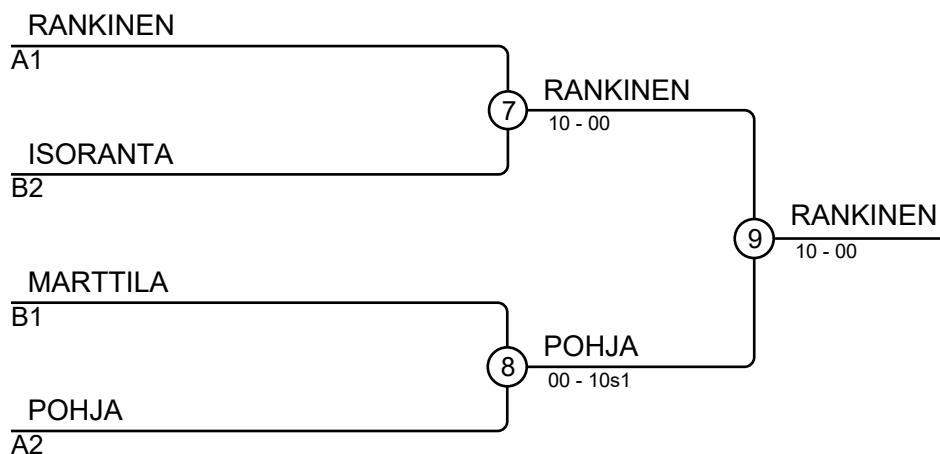 RANKINEN
A1
7
RANKINEN
10 - 00
ISORANTA
B2
9
RANKINEN
10 - 00
MARTTILA
B1
8
POHJA
00 - 10s1
POHJA
A2